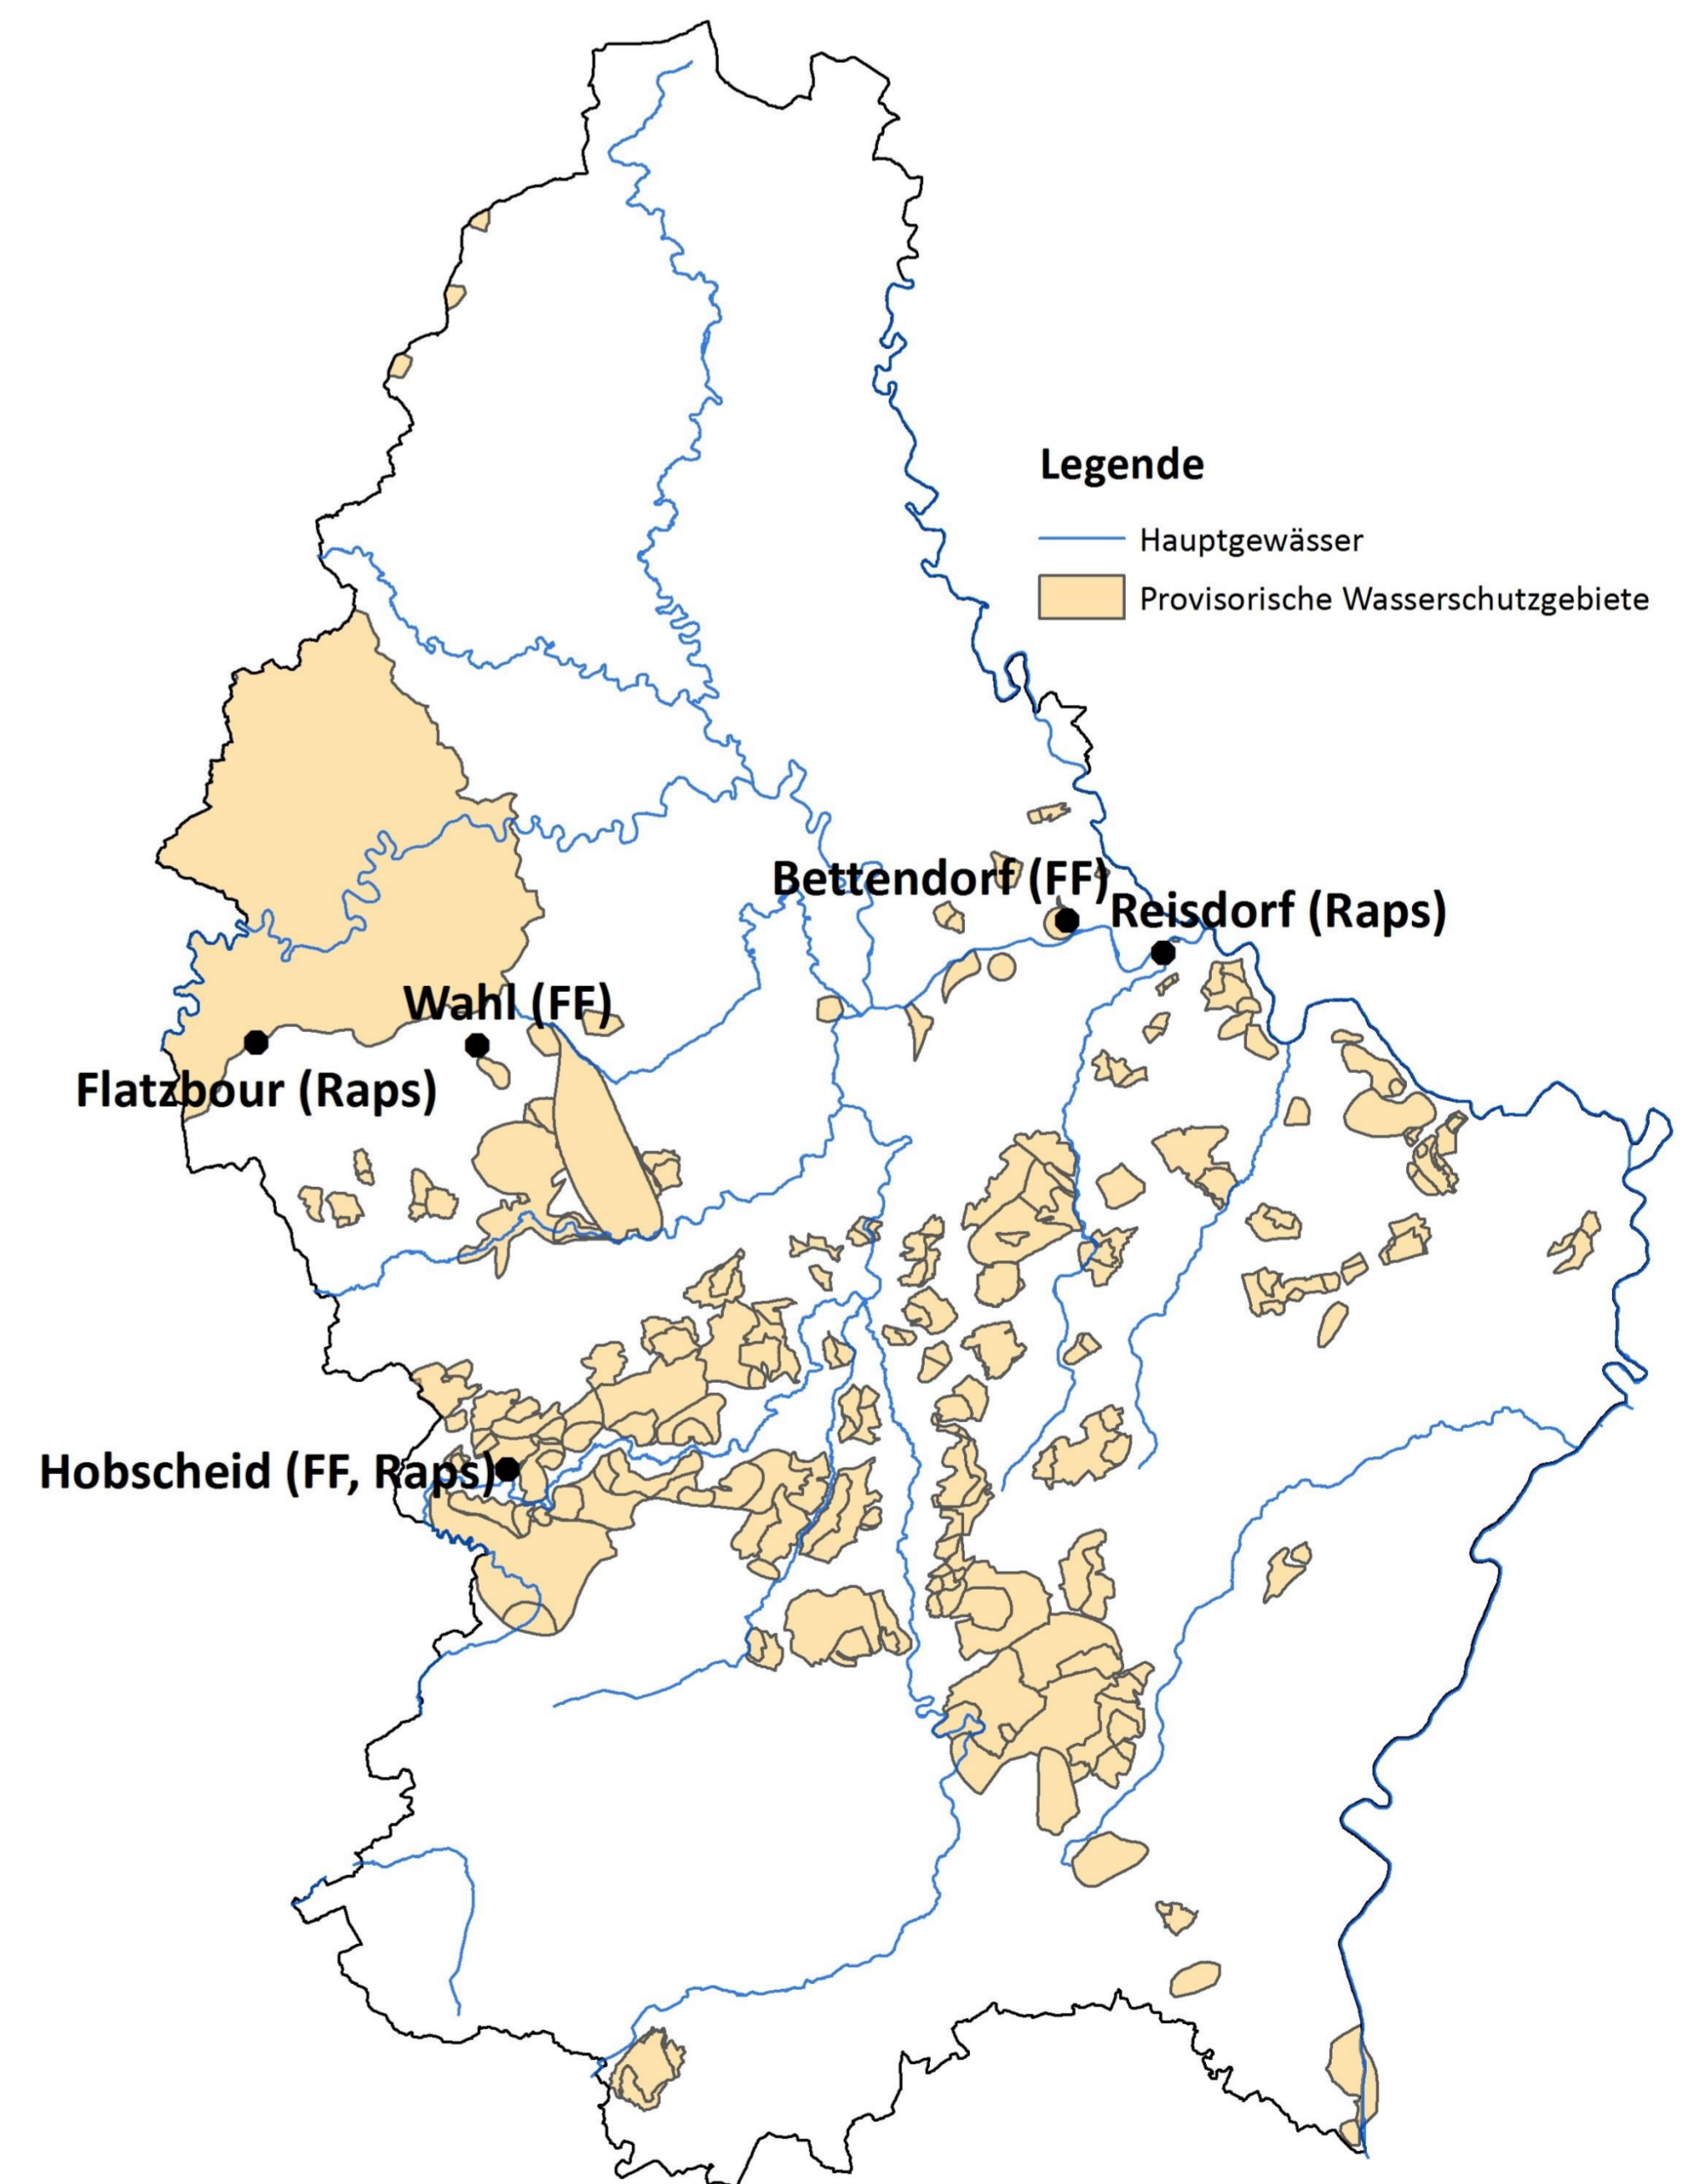 Legende
Hauptgewässer
Provisorische Wasserschutzgebiete
Bettendorf (FF)
Reisdorf (Raps)
Wahl (FF)
Flatzbour (Raps)
Hobscheid (FF, Raps)